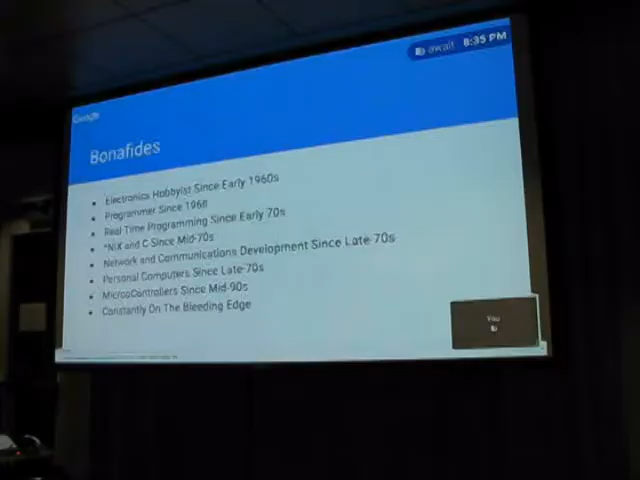 Google
await 8:35 PM
Bonafides
• Electronics Hobbyist Since Early 1960s
• Programmer Since 1968
• Real Time Programming Since Early 70s
• *NIX and C Since Mid-70s
• Network and Communications Development Since Late-70s
• Personal Computers Since Late-70s
• MicroControllers Since Mid-90s
• Constantly On The Bleeding Edge
You